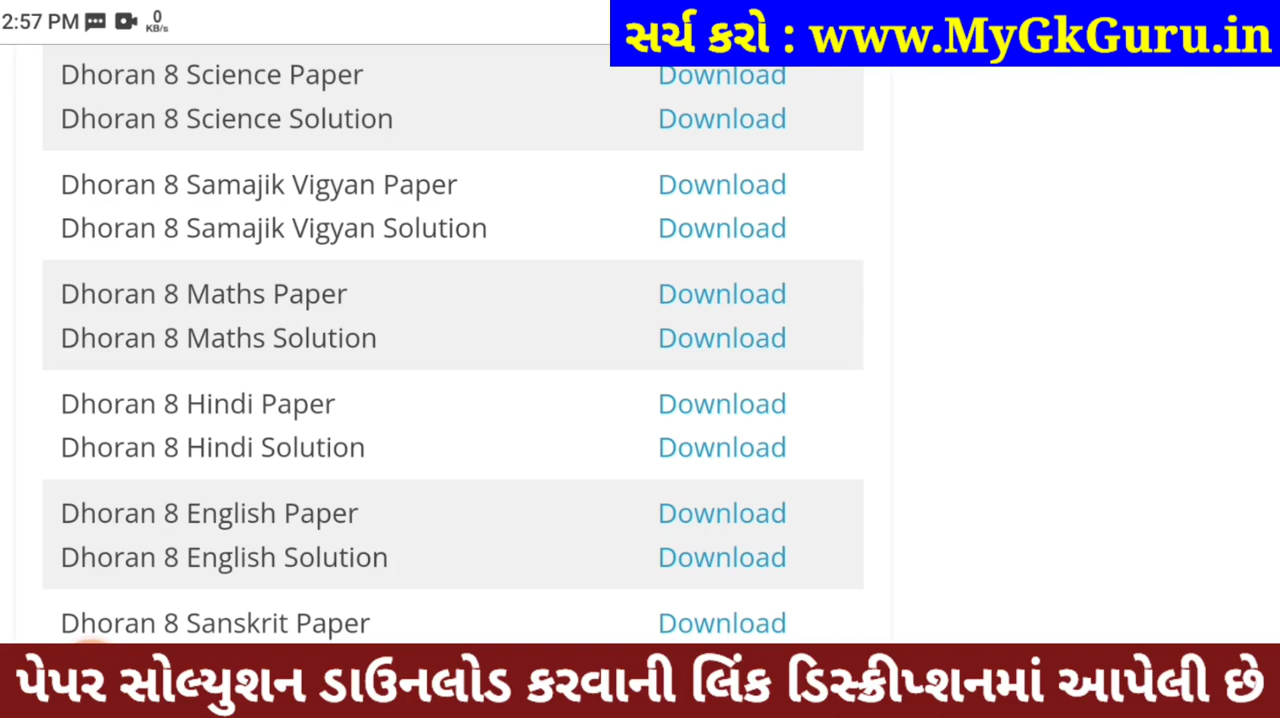 2:57 PM 0 KB/s
સર્ચ કરો : www.MyGkGuru.in
Dhoran 8 Science Paper Download
Dhoran 8 Science Solution Download
Dhoran 8 Samajik Vigyan Paper Download
Dhoran 8 Samajik Vigyan Solution Download
Dhoran 8 Maths Paper Download
Dhoran 8 Maths Solution Download
Dhoran 8 Hindi Paper Download
Dhoran 8 Hindi Solution Download
Dhoran 8 English Paper Download
Dhoran 8 English Solution Download
Dhoran 8 Sanskrit Paper Download
પેપર સોલ્યુશન ડાઉનલોડ કરવાની લિંક ડિસ્ક્રીપ્શનમાં આપેલી છે